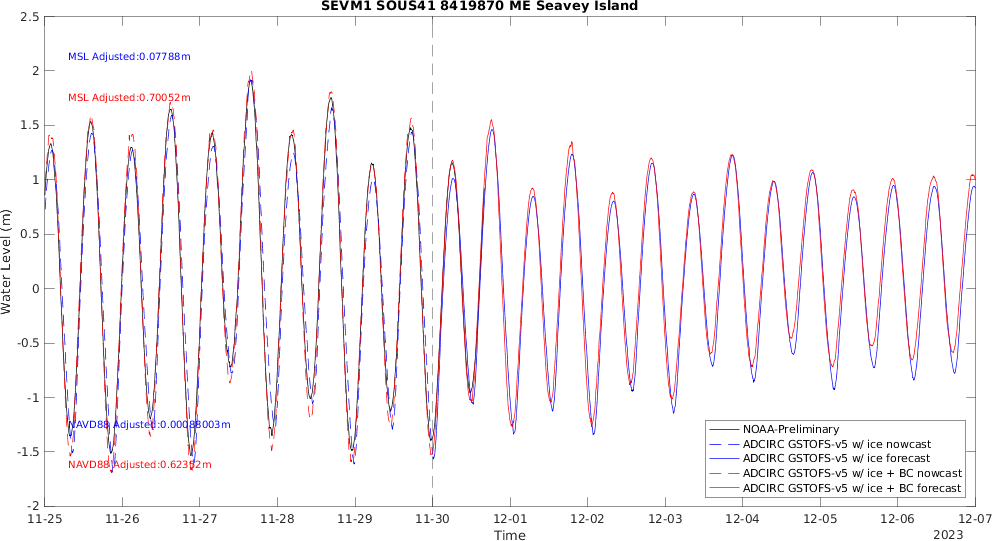 SEVM1 SOUS41 8419870 ME Seavey Island
2.5
2
1.5
1
0.5
0
-0.5
-1
-1.5
-2
Water Level (m)
MSL Adjusted:0.07788m
MSL Adjusted:0.70052m
NAVD88 Adjusted:0.00088003m
NAVD88 Adjusted:0.62352m
NOAA-Preliminary
ADCIRC GSTOFS-v5 w/ ice nowcast
ADCIRC GSTOFS-v5 w/ ice forecast
ADCIRC GSTOFS-v5 w/ ice + BC nowcast
ADCIRC GSTOFS-v5 w/ ice + BC forecast
11-25 11-26 11-27 11-28 11-29 11-30 12-01 12-02 12-03 12-04 12-05 12-06 12-07
Time
2023